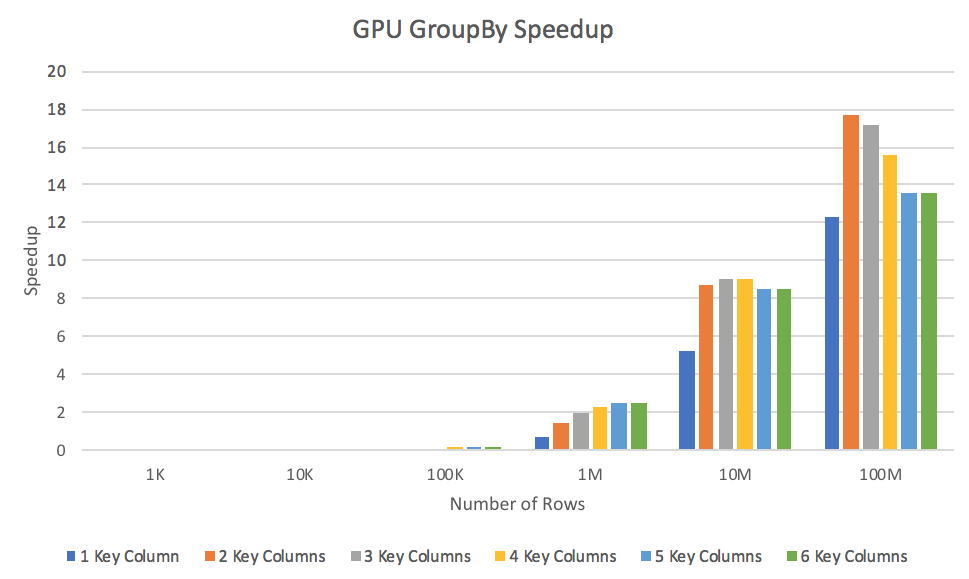 GPU GroupBy Speedup
20
18
16
14
12
10
8
6
4
2
0
Speedup
1K 10K 100K 1M 10M 100M
Number of Rows
1 Key Column 2 Key Columns 3 Key Columns 4 Key Columns 5 Key Columns 6 Key Columns